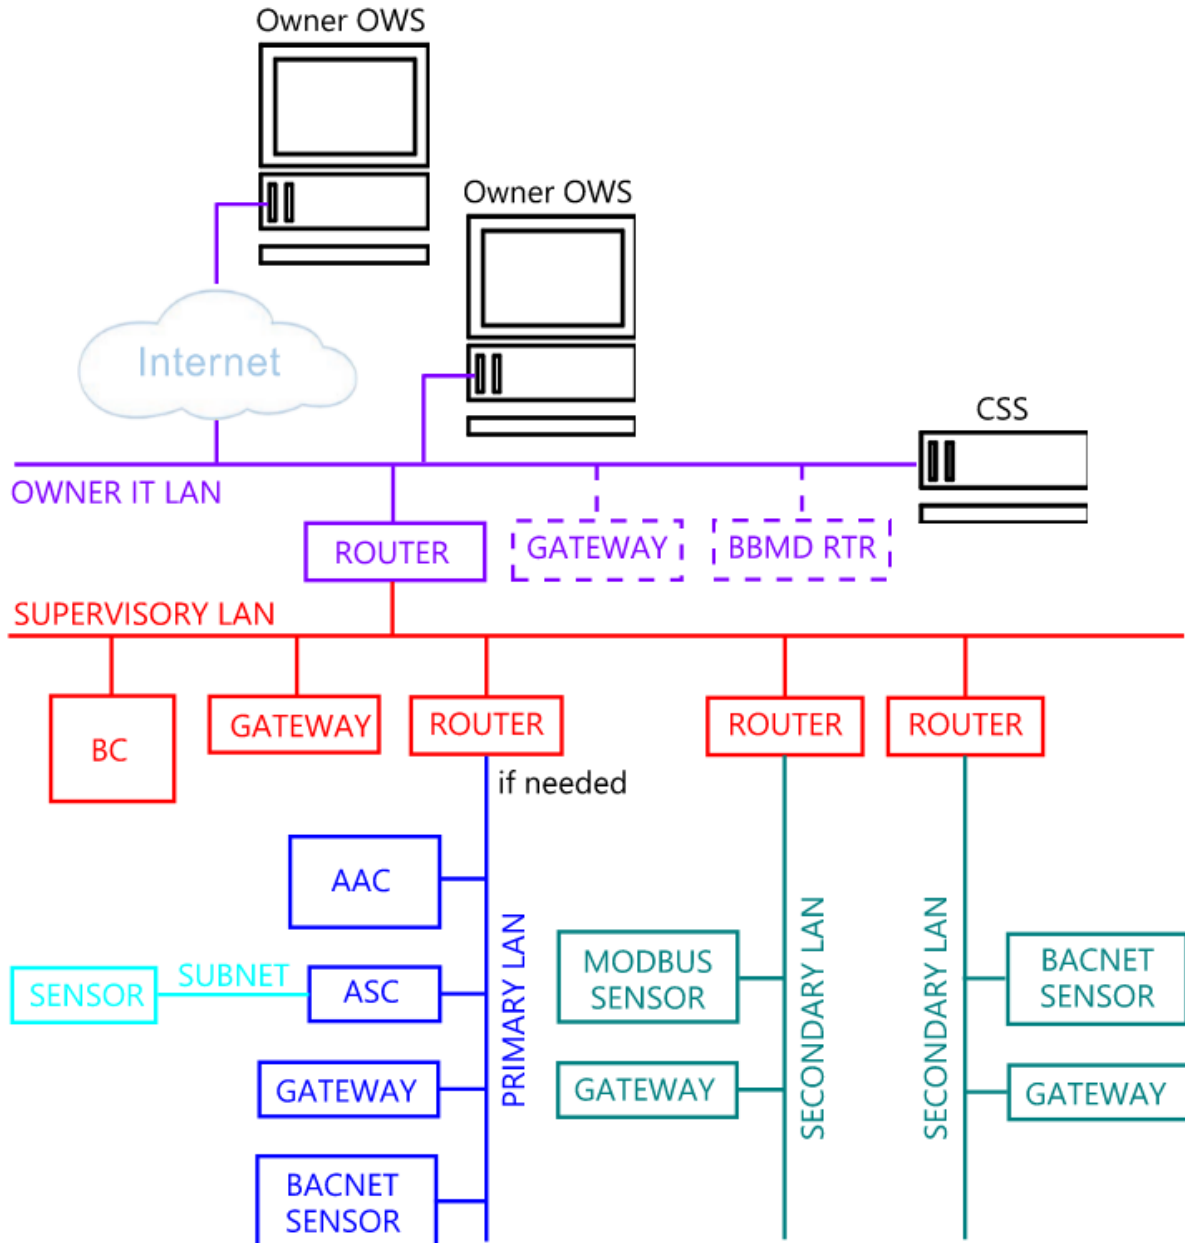 Owner OWS
Owner OWS
Internet
CSS
OWNER IT LAN
ROUTER
GATEWAY
BBMD RTR
SUPERVISORY LAN
BC
GATEWAY
ROUTER
ROUTER
ROUTER
if needed
AAC
SENSOR
SUBNET
ASC
GATEWAY
BACNET
SENSOR
PRIMARY LAN
MODBUS
SENSOR
GATEWAY
SECONDARY LAN
SECONDARY LAN
BACNET
SENSOR
GATEWAY